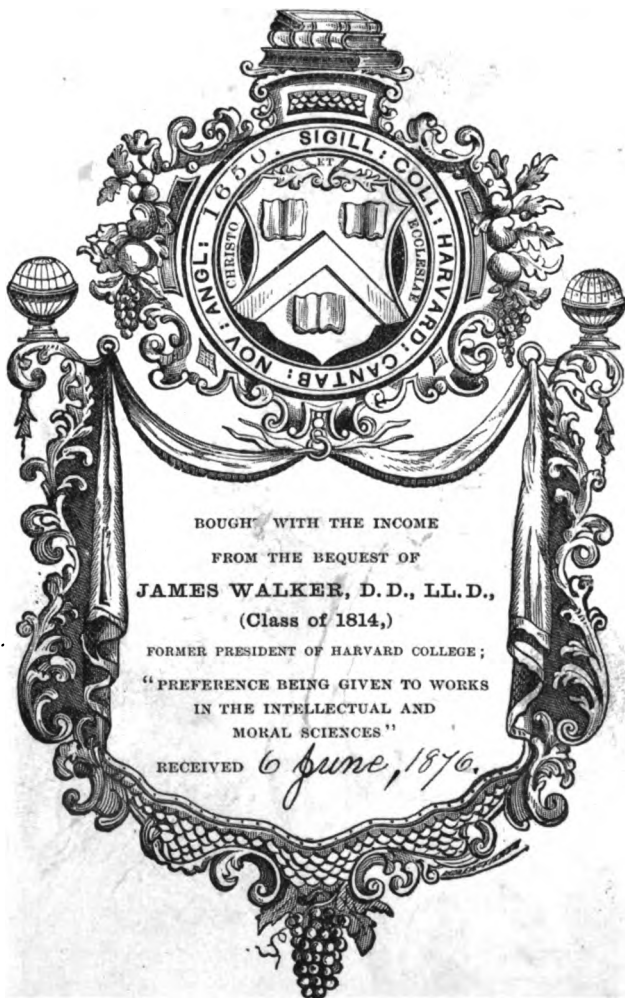 SIGILL: COLL: HARVARD: CANTAB: NOV: ANGL: 1650.
CHRISTO
ET
ECCLESIAE
BOUGHT WITH THE INCOME
FROM THE BEQUEST OF
JAMES WALKER, D.D., LL.D.,
(Class of 1814,)
FORMER PRESIDENT OF HARVARD COLLEGE;
"PREFERENCE BEING GIVEN TO WORKS
IN THE INTELLECTUAL AND
MORAL SCIENCES"
RECEIVED 6 June, 1876.